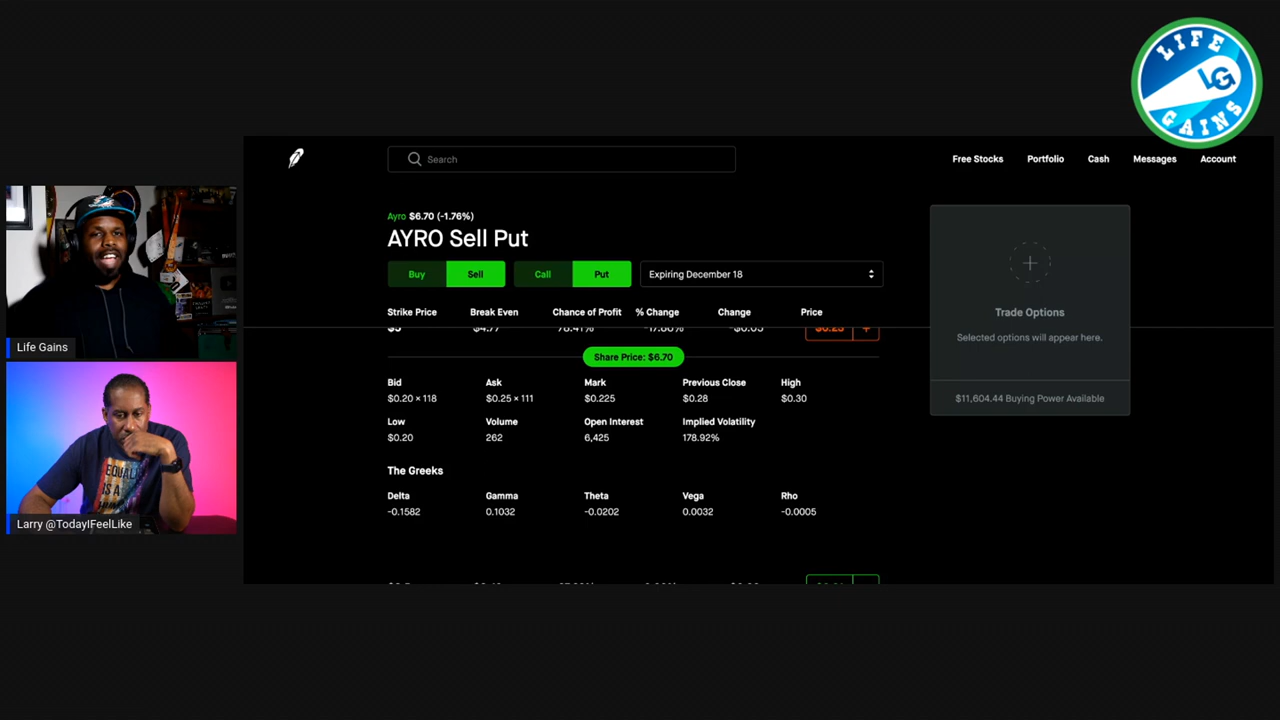 LIFE
LG
GAINS
Search
Free Stocks Portfolio Cash Messages Account
Ayro $6.70 (-1.76%)
AYRO Sell Put
Buy Sell Call Put Expiring December 18
Strike Price Break Even Chance of Profit % Change Change Price
Share Price: $6.70
Bid Ask Mark Previous Close High
$0.20 × 118 $0.25 × 111 $0.225 $0.28 $0.30
Low Volume Open Interest Implied Volatility
$0.20 262 6,425 178.92%
The Greeks
Delta Gamma Theta Vega Rho
-0.1582 0.1032 -0.0202 0.0032 -0.0005
Trade Options
Selected options will appear here.
$11,604.44 Buying Power Available
Life Gains
EQUAL
IS A
Larry @TodayIFeelLike